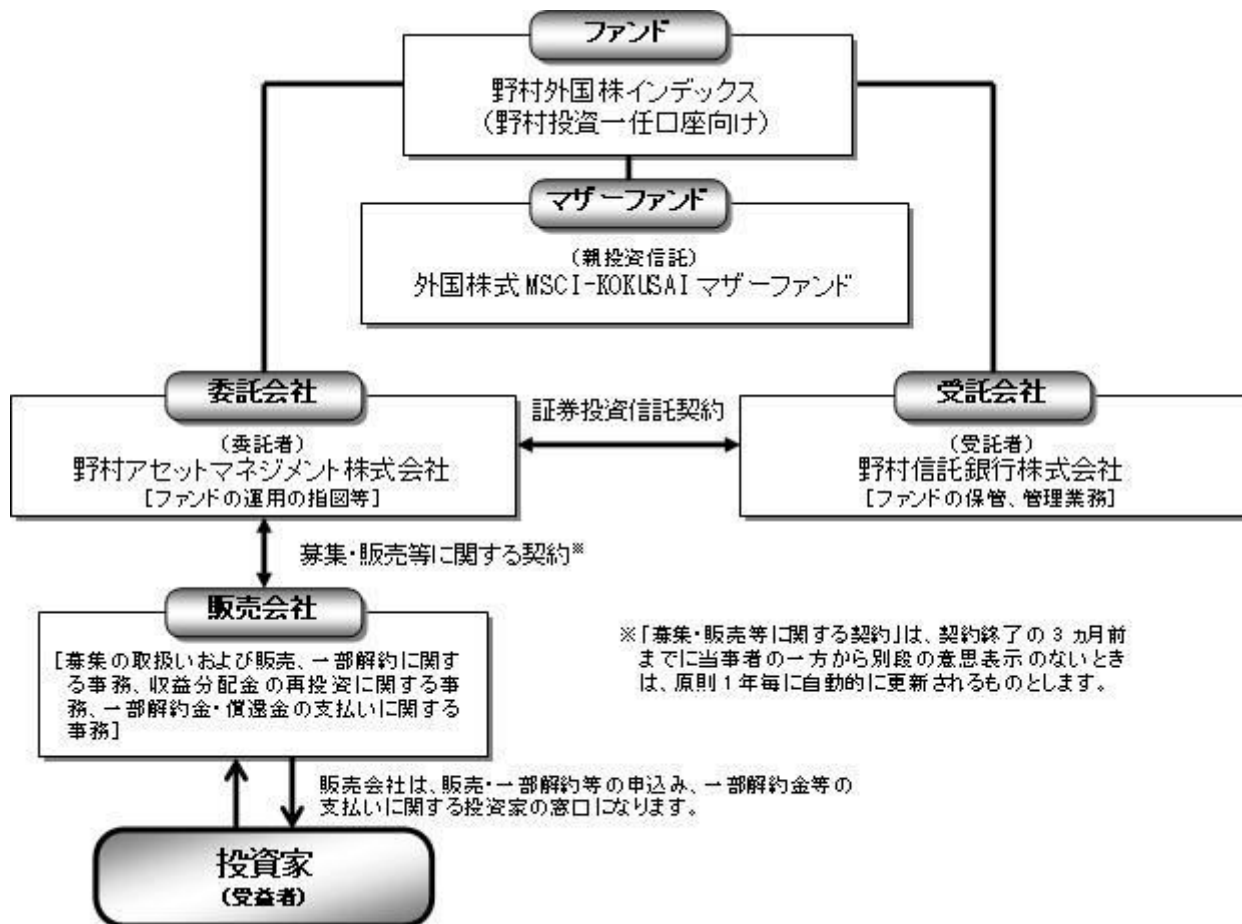 ファンド
野村外国株インデックス
(野村投資一任口座向け)
マザーファンド
(親投資信託)
外国株式MSCI-KOKUSAIマザーファンド
委託会社
(委託者)
野村アセットマネジメント株式会社
[ファンドの運用の指図等]
証券投資信託契約
受託会社
(受託者)
野村信託銀行株式会社
[ファンドの保管、管理業務]
募集・販売等に関する契約※
販売会社
[募集の取扱いおよび販売、一部解約に関す
る事務、収益分配金の再投資に関する事
務、一部解約金・償還金の支払いに関する
事務]
※「募集・販売等に関する契約」は、契約終了の3ヵ月前
までに当事者の一方から別段の意思表示のないとき
は、原則1年毎に自動的に更新されるものとします。
販売会社は、販売・一部解約等の申込み、一部解約金等の
支払いに関する投資家の窓口になります。
投資家
(受益者)